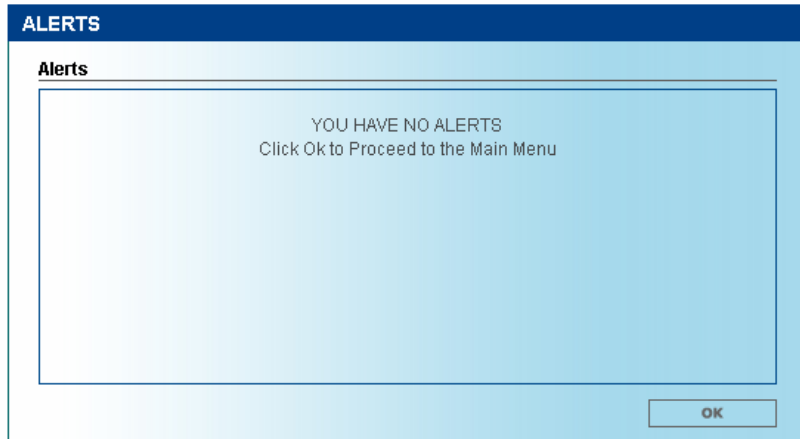 ALERTS
Alerts
YOU HAVE NO ALERTS
Click Ok to Proceed to the Main Menu
OK